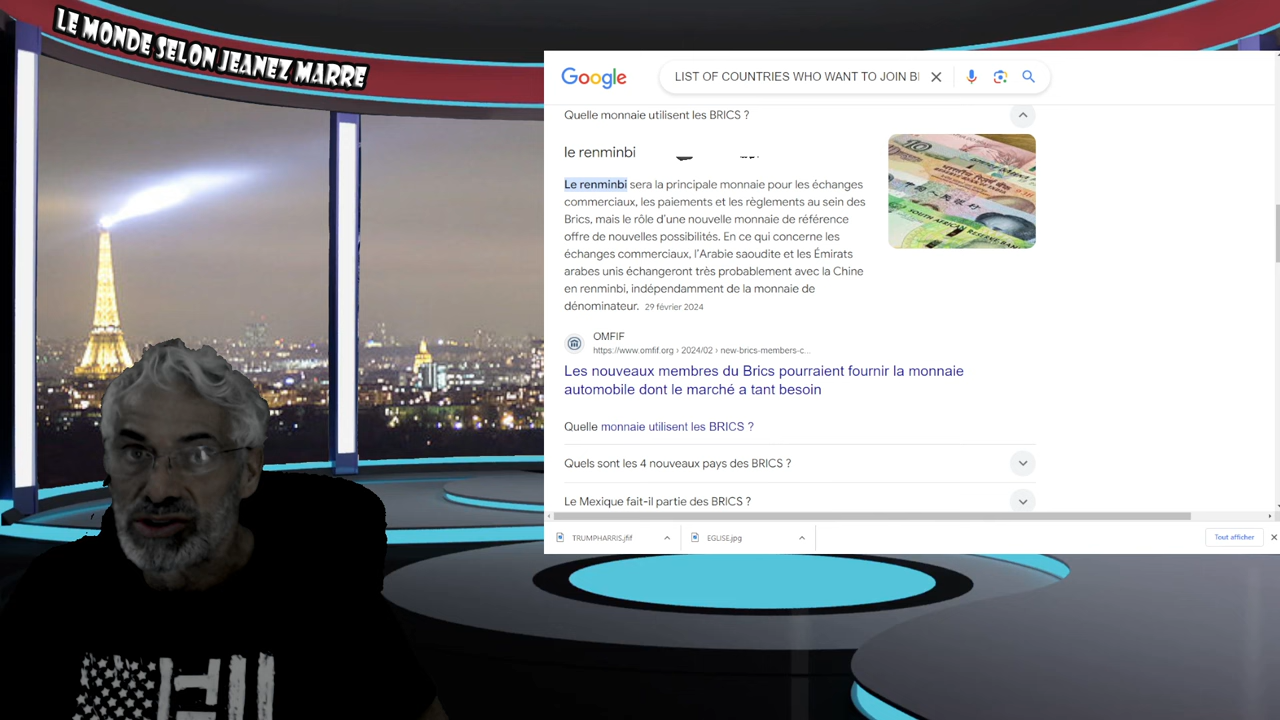 LE MONDE SELON JEANEZ MARRE
Google
LIST OF COUNTRIES WHO WANT TO JOIN B
Quelle monnaie utilisent les BRICS ?
le renminbi
Le renminbi sera la principale monnaie pour les échanges
commerciaux, les paiements et les règlements au sein des
Brics, mais le rôle d'une nouvelle monnaie de référence
offre de nouvelles possibilités. En ce qui concerne les
échanges commerciaux, l'Arabie saoudite et les Émirats
arabes unis échangeront très probablement avec la Chine
en renminbi, indépendamment de la monnaie de
dénominateur. 29 février 2024
10
SOUTH AFRICAN RESERVE BAN
OMFIF
https://www.omfif.org › 2024/02 › new-brics-members-c...
Les nouveaux membres du Brics pourraient fournir la monnaie
automobile dont le marché a tant besoin
Quelle monnaie utilisent les BRICS ?
Quels sont les 4 nouveaux pays des BRICS ?
Le Mexique fait-il partie des BRICS ?
TRUMPHARRIS.jfif
EGLISE.jpg
Tout afficher